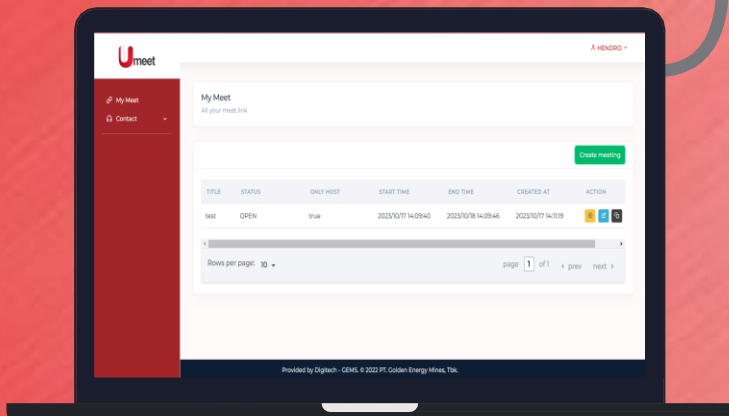 Umeet
HENDRO
My Meet
Contact
My Meet
All your meet link
Create meeting
TITLE STATUS ONLY HOST START TIME END TIME CREATED AT ACTION
test OPEN true 2023/10/17 14:09:40 2023/10/18 14:09:46 2023/10/17 14:11:19
Rows per page: 10 page 1 of 1 prev next
Provided by Digitech - GEMS. © 2022 PT. Golden Energy Mines, Tbk.